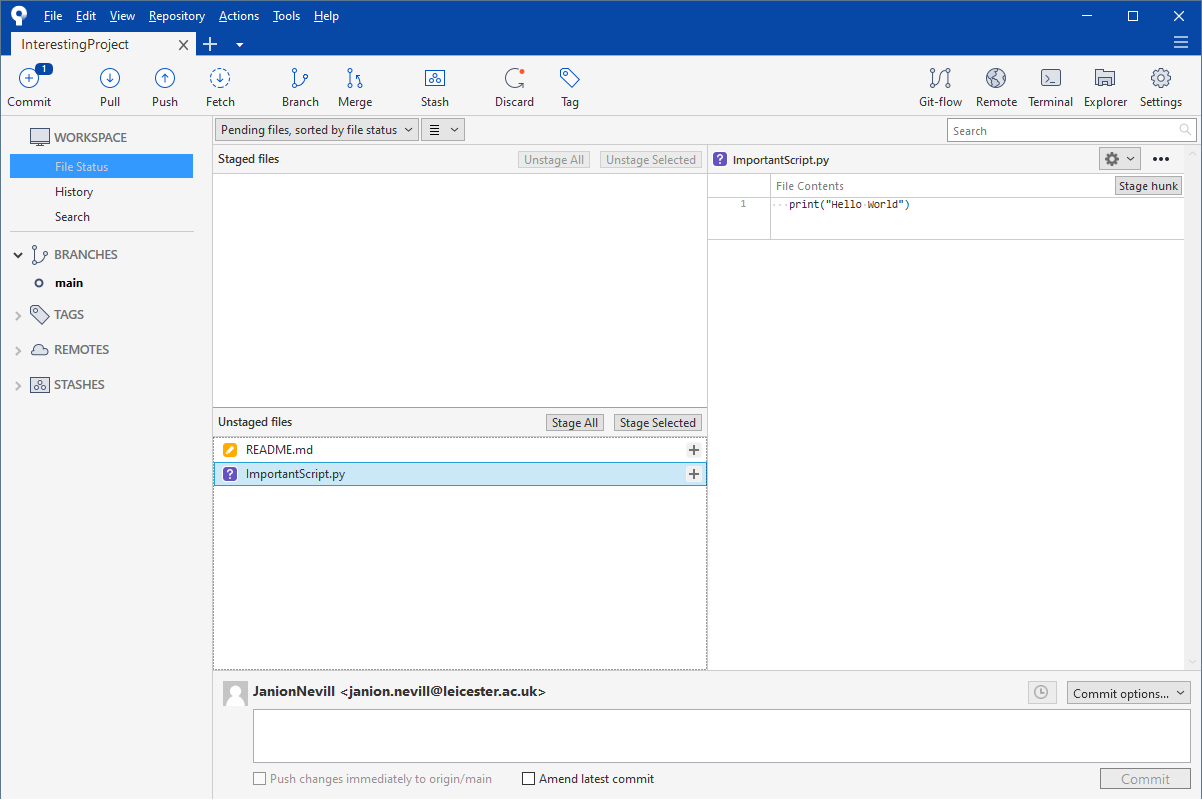 File Edit View Repository Actions Tools Help
InterestingProject
1
Commit Pull Push Fetch Branch Merge Stash Discard Tag Git-flow Remote Terminal Explorer Settings
WORKSPACE
File Status
History
Search
BRANCHES
main
TAGS
REMOTES
STASHES
Pending files, sorted by file status
Search
Staged files Unstage All Unstage Selected
Unstaged files Stage All Stage Selected
README.md
? ImportantScript.py
? ImportantScript.py
File Contents Stage hunk
1 print("Hello World")
JanionNevill <janion.nevill@leicester.ac.uk>
Commit options...
Push changes immediately to origin/main Amend latest commit Commit